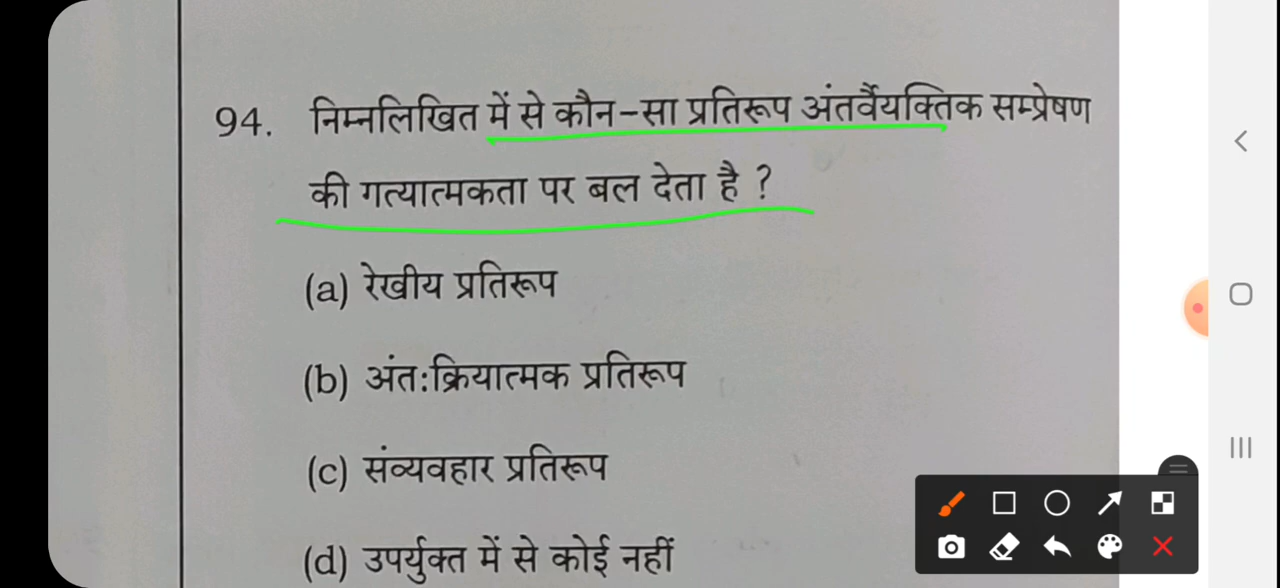 94. निम्नलिखित में से कौन-सा प्रतिरूप अंतर्वैयक्तिक सम्प्रेषण
की गत्यात्मकता पर बल देता है ?
(a) रेखीय प्रतिरूप
(b) अंतःक्रियात्मक प्रतिरूप
(c) संव्यवहार प्रतिरूप
(d) उपर्युक्त में से कोई नहीं